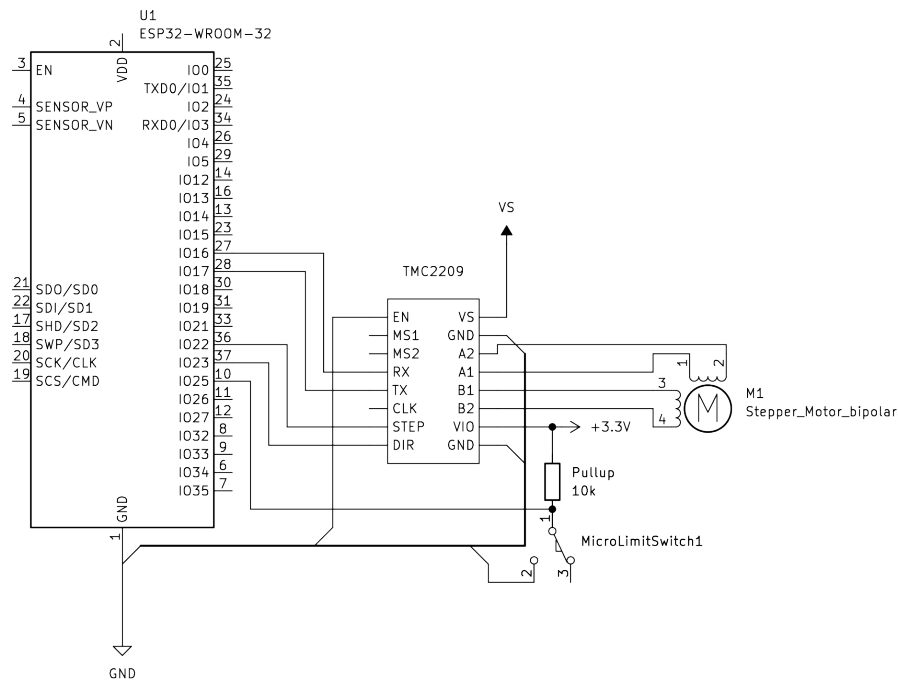 U1
ESP32-WROOM-32
2
VDD
3 EN
4 SENSOR_VP
5 SENSOR_VN
21 SDO/SD0
22 SDI/SD1
17 SHD/SD2
18 SWP/SD3
20 SCK/CLK
19 SCS/CMD
IO0 25
TXD0/IO1 35
IO2 24
RXD0/IO3 34
IO4 26
IO5 29
IO12 14
IO13 16
IO14 13
IO15 23
IO16 27
IO17 28
IO18 30
IO19 31
IO21 33
IO22 36
IO23 37
IO25 10
IO26 11
IO27 12
IO32 8
IO33 9
IO34 6
IO35 7
GND
1
GND
VS
TMC2209
EN
MS1
MS2
RX
TX
CLK
STEP
DIR
VS
GND
A2
A1
B1
B2
VIO
GND
1
2
3
4
M
M1
Stepper_Motor_bipolar
+3.3V
Pullup
10k
1
MicroLimitSwitch1
2
3